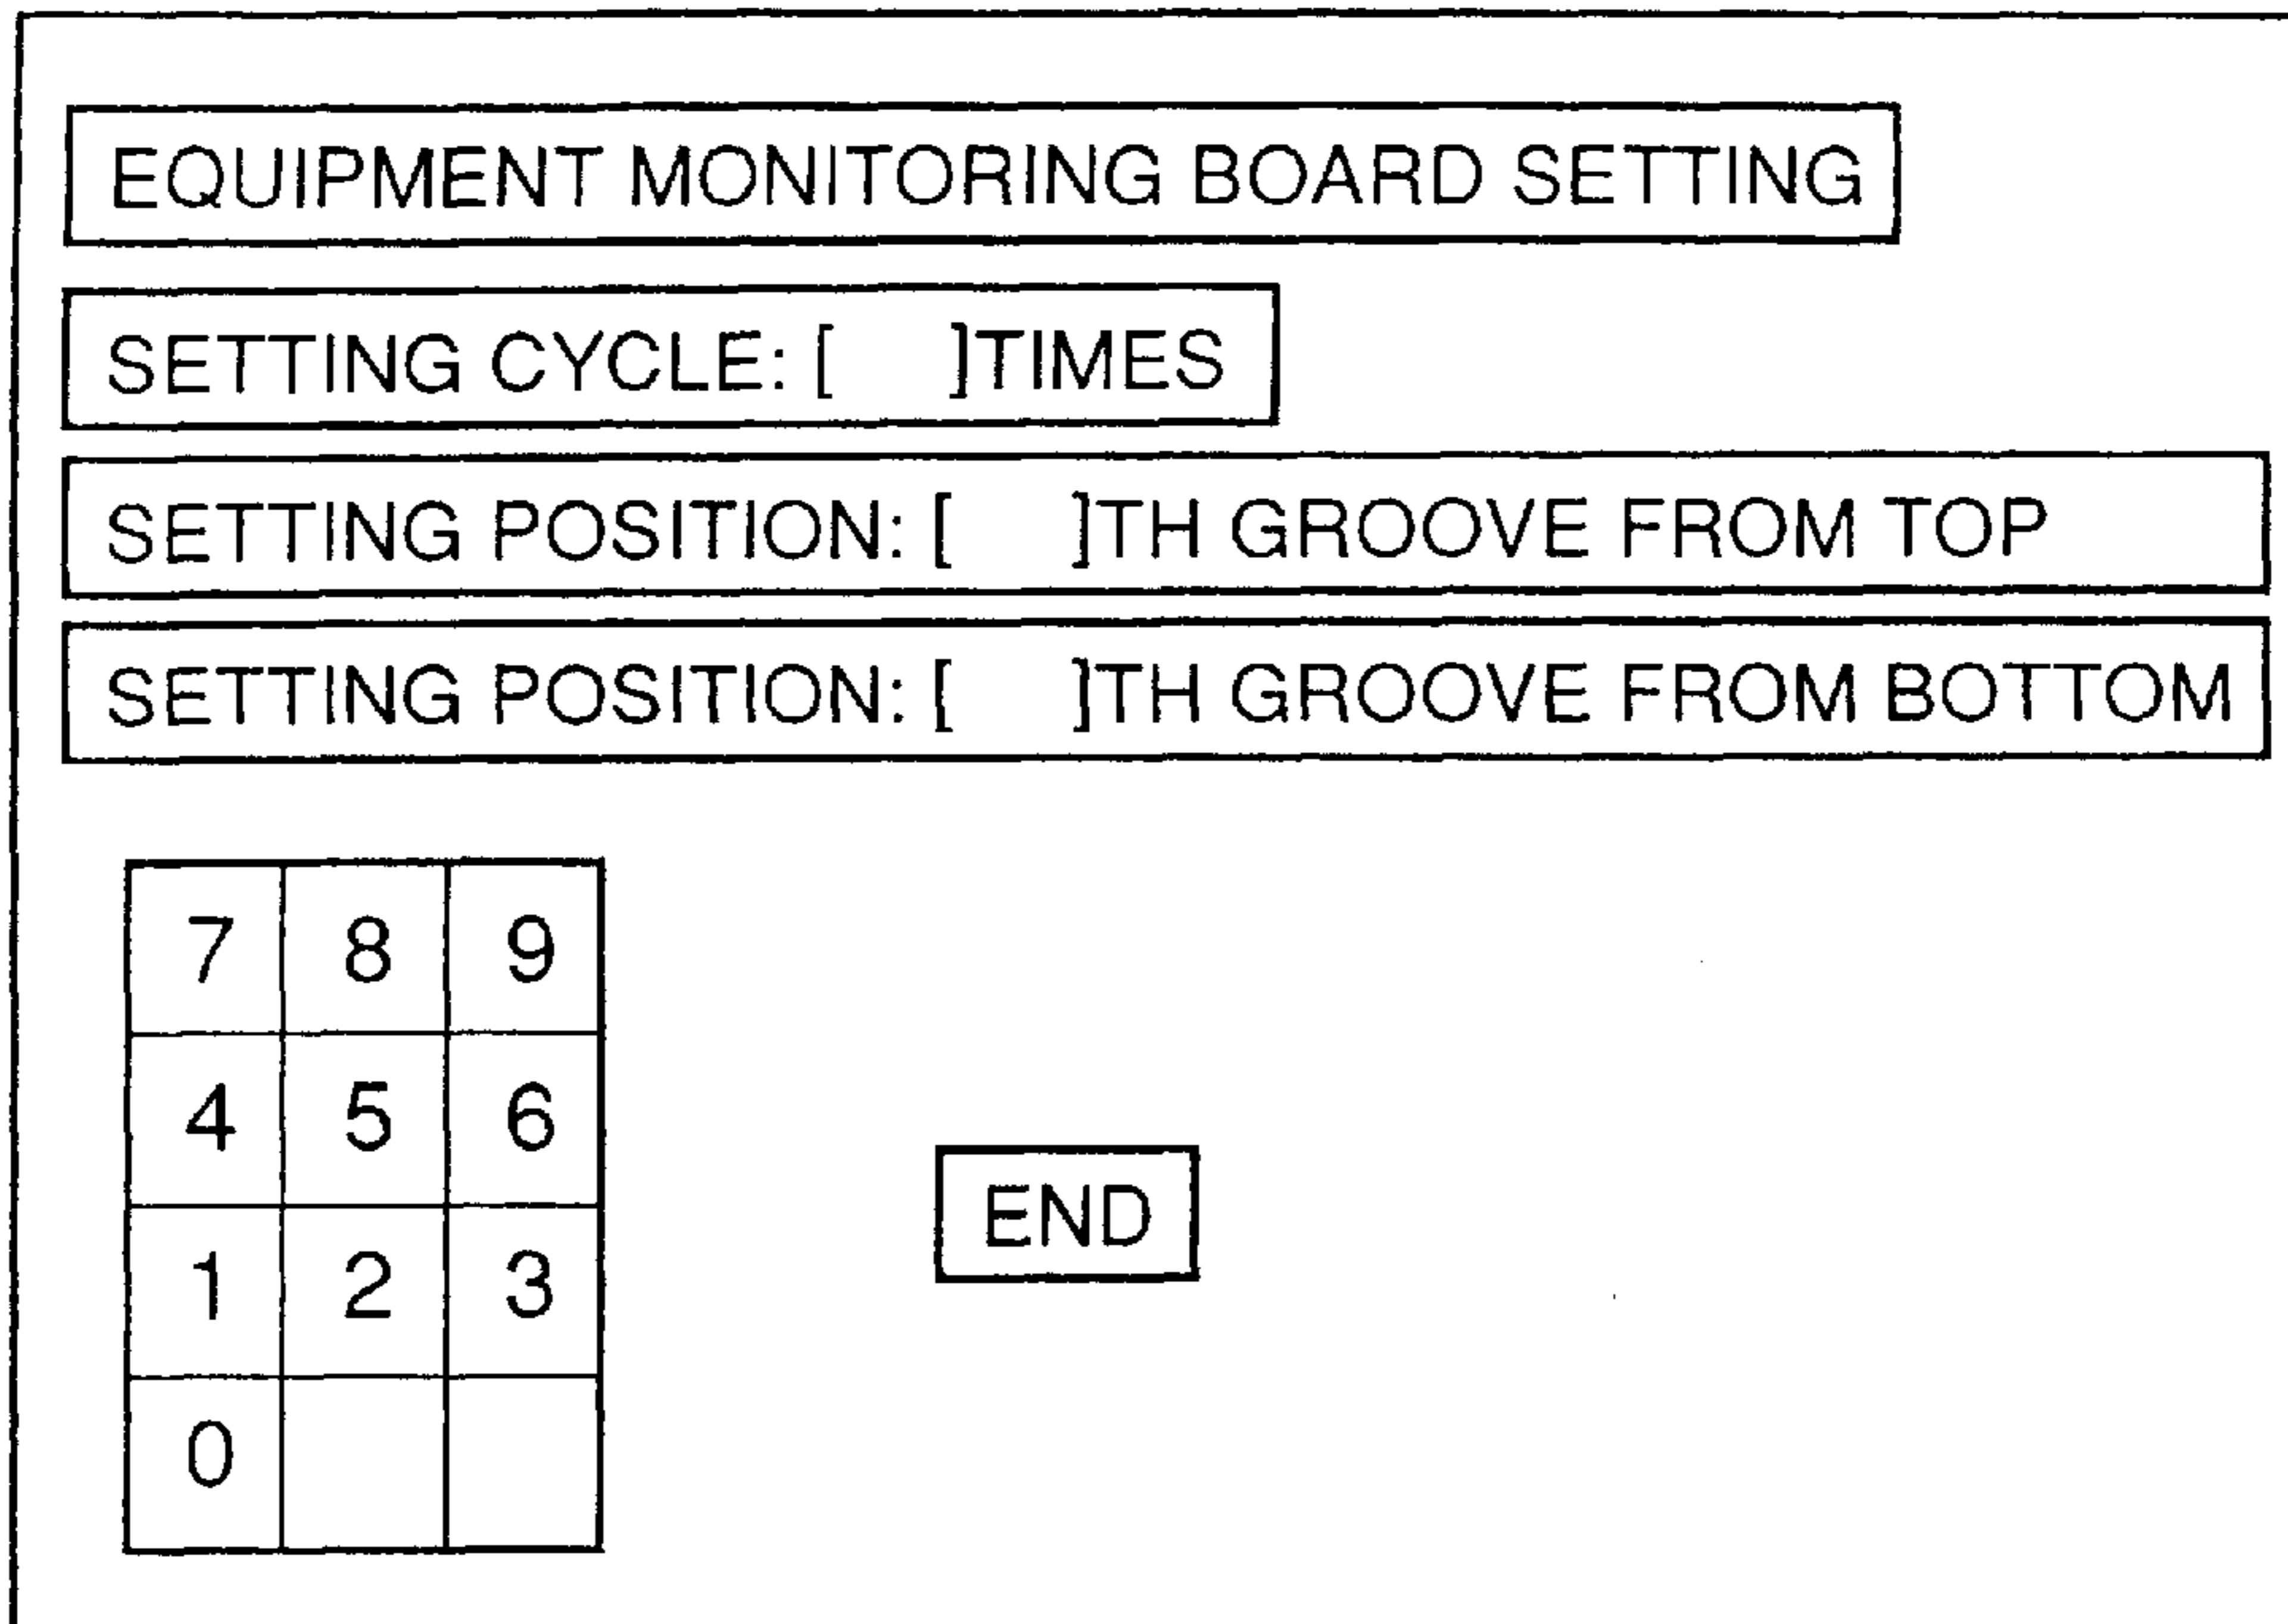 EQUIPMENT MONITORING BOARD SETTING
SETTING CYCLE: [ ]TIMES
SETTING POSITION: [ ]TH GROOVE FROM TOP
SETTING POSITION: [ ]TH GROOVE FROM BOTTOM
7 8 9
4 5 6
END
1 2 3
0